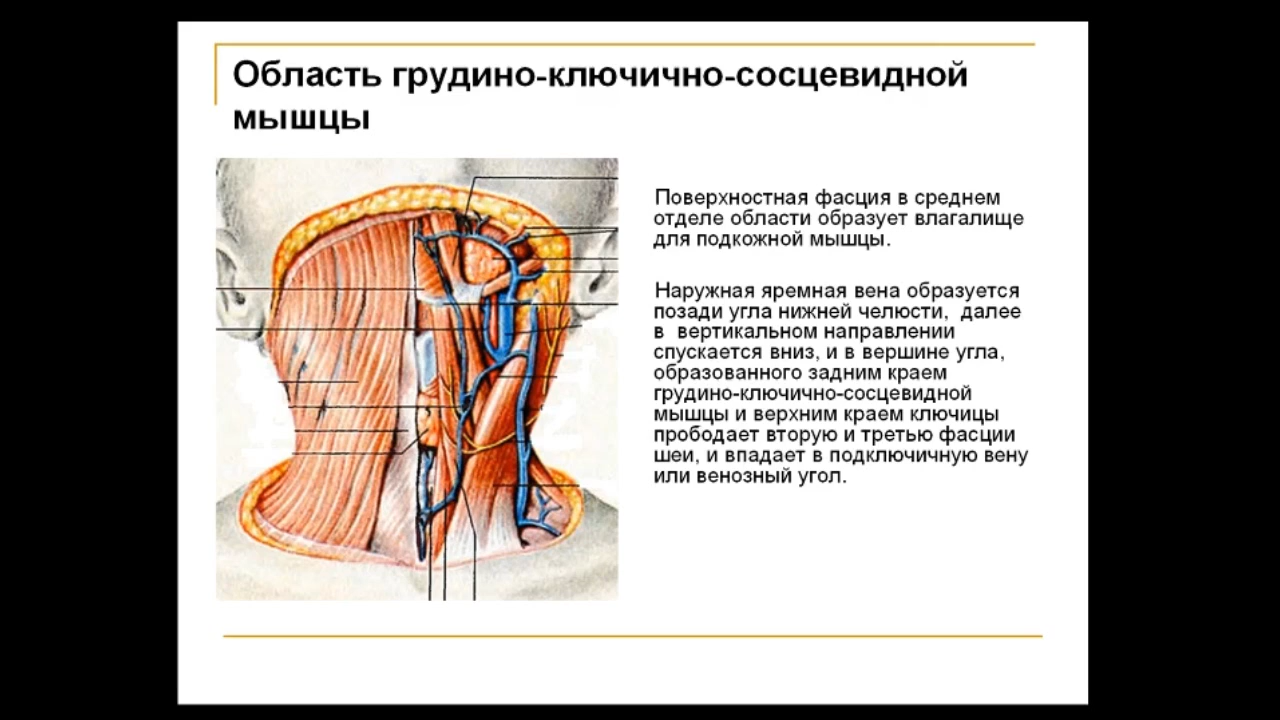 Область грудино-ключично-сосцевидной
мышцы
Поверхностная фасция в среднем
отделе области образует влагалище
для подкожной мышцы.
Наружная яремная вена образуется
позади угла нижней челюсти, далее
в вертикальном направлении
спускается вниз, и в вершине угла,
образованного задним краем
грудино-ключично-сосцевидной
мышцы и верхним краем ключицы
прободает вторую и третью фасции
шеи, и впадает в подключичную вену
или венозный угол.